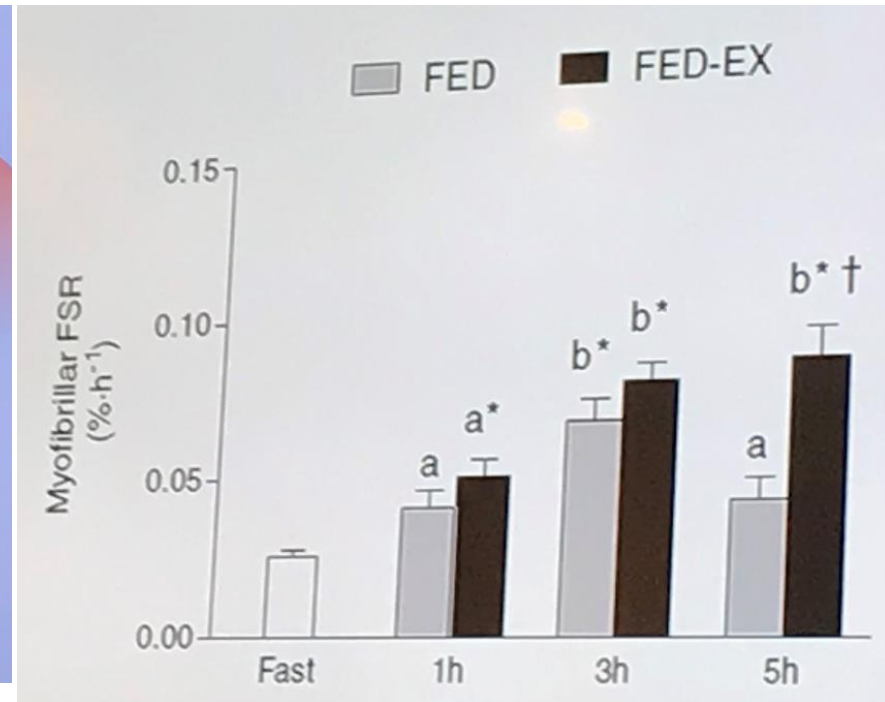 FED FED-EX
0.15
0.10
0.05
0.00
Myofibrillar FSR
(%·h⁻¹)
a
a*
b*
b*
a
b* †
Fast 1h 3h 5h